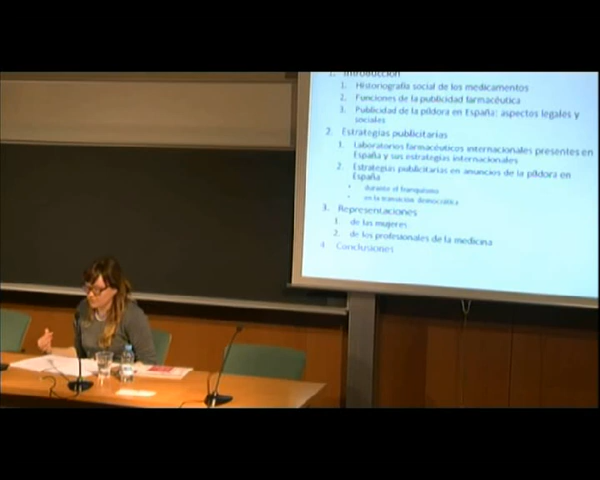 1. Introducción
1. Historiografía social de los medicamentos
2. Funciones de la publicidad farmacéutica
3. Publicidad de la píldora en España: aspectos legales y
sociales
2. Estrategias publicitarias
1. Laboratorios farmacéuticos internacionales presentes en
España y sus estrategias internacionales
2. Estrategias publicitarias en anuncios de la píldora en
España
durante el franquismo
en la transición democrática
3. Representaciones
1. de las mujeres
2. de los profesionales de la medicina
4. Conclusiones